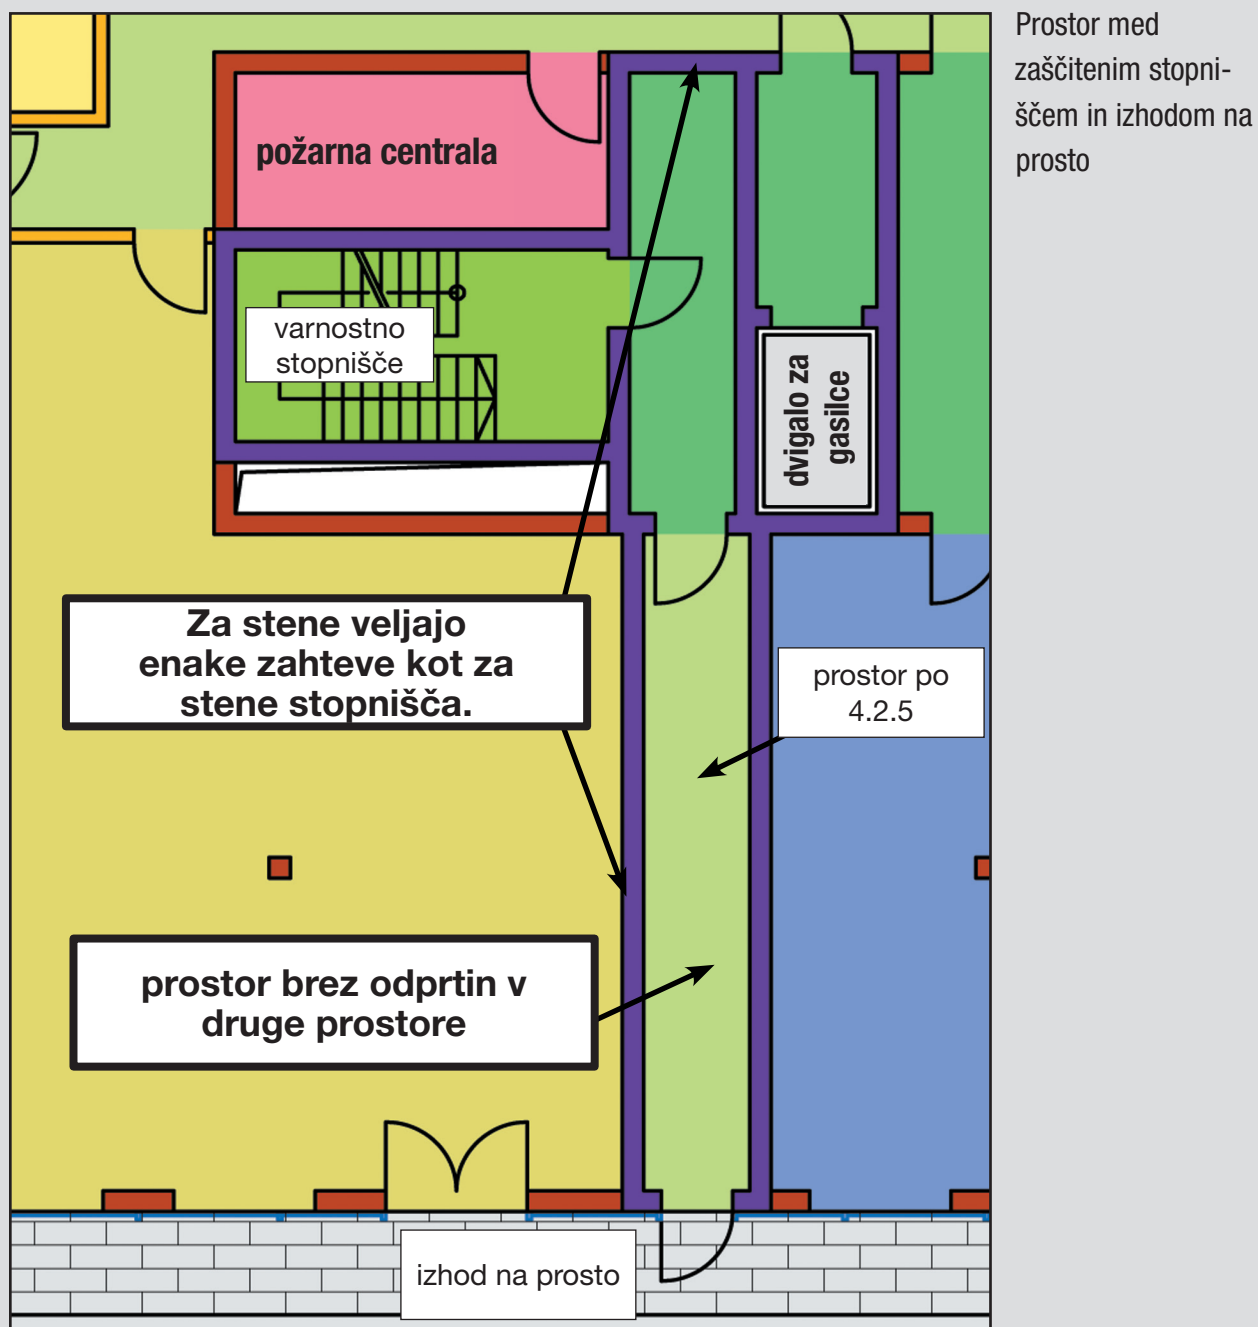 Prostor med
zaščitenim stopni-
ščem in izhodom na
prosto
požarna centrala
varnostno
stopnišče
dvigalo za
gasilce
Za stene veljajo
enake zahteve kot za
stene stopnišča.
prostor po
4.2.5
prostor brez odprtin v
druge prostore
izhod na prosto